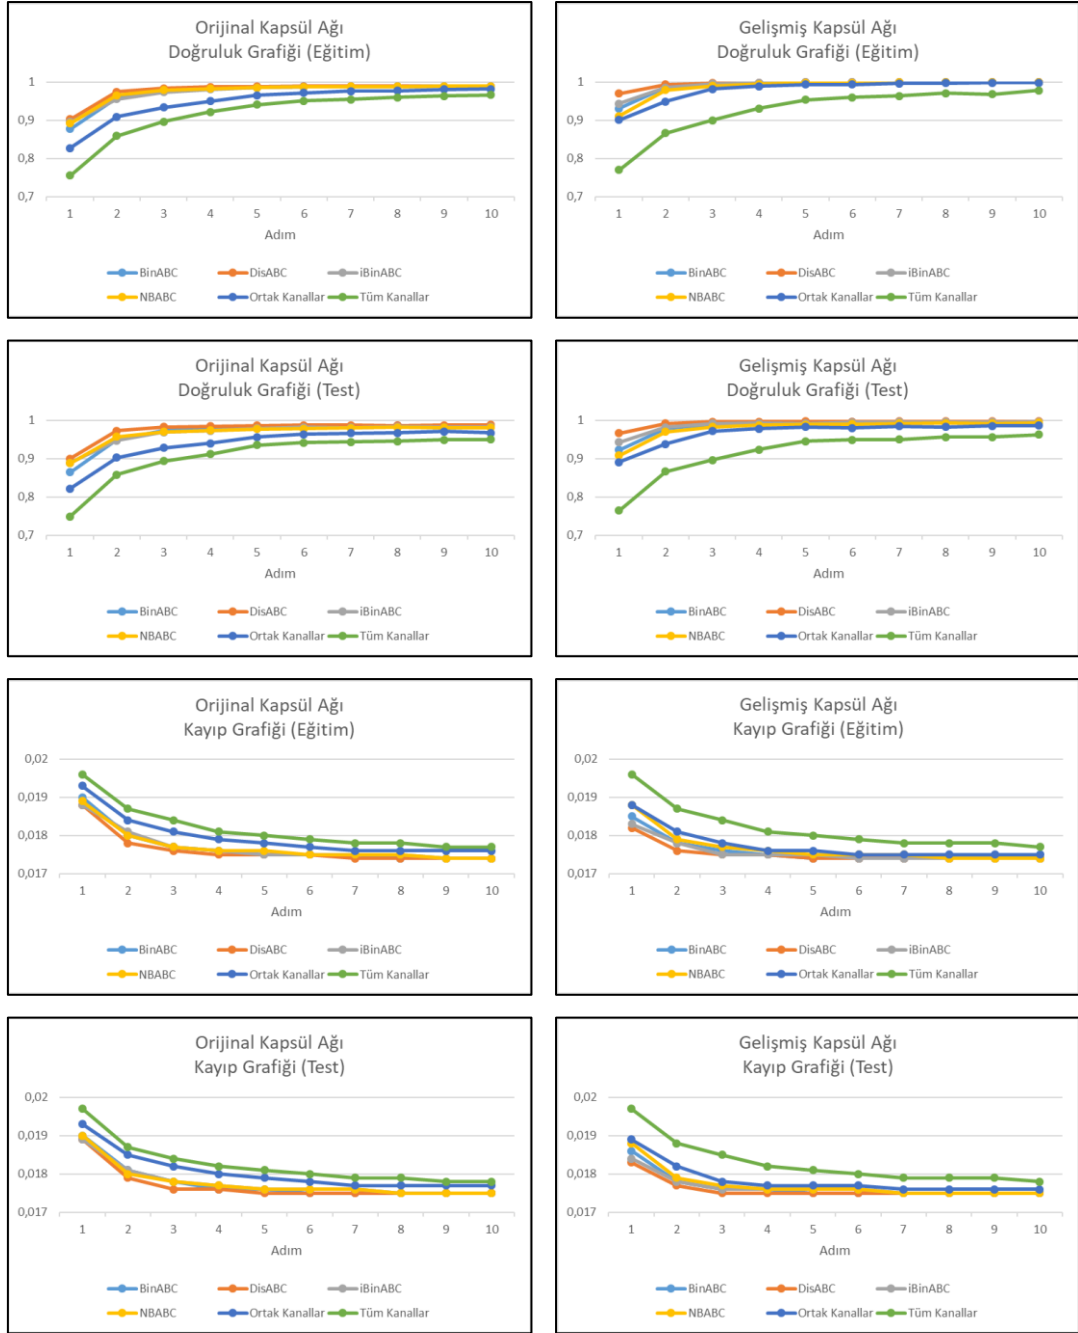 Orijinal Kapsül Ağı
Doğruluk Grafiği (Eğitim)
1
0,9
0,8
0,7
1 2 3 4 5 6 7 8 9 10
Adım
BinABC DisABC iBinABC
NBABC Ortak Kanallar Tüm Kanallar
Gelişmiş Kapsül Ağı
Doğruluk Grafiği (Eğitim)
1
0,9
0,8
0,7
1 2 3 4 5 6 7 8 9 10
Adım
BinABC DisABC iBinABC
NBABC Ortak Kanallar Tüm Kanallar
Orijinal Kapsül Ağı
Doğruluk Grafiği (Test)
1
0,9
0,8
0,7
1 2 3 4 5 6 7 8 9 10
Adım
BinABC DisABC iBinABC
NBABC Ortak Kanallar Tüm Kanallar
Gelişmiş Kapsül Ağı
Doğruluk Grafiği (Test)
1
0,9
0,8
0,7
1 2 3 4 5 6 7 8 9 10
Adım
BinABC DisABC iBinABC
NBABC Ortak Kanallar Tüm Kanallar
Orijinal Kapsül Ağı
Kayıp Grafiği (Eğitim)
0,02
0,019
0,018
0,017
1 2 3 4 5 6 7 8 9 10
Adım
BinABC DisABC iBinABC
NBABC Ortak Kanallar Tüm Kanallar
Gelişmiş Kapsül Ağı
Kayıp Grafiği (Eğitim)
0,02
0,019
0,018
0,017
1 2 3 4 5 6 7 8 9 10
Adım
BinABC DisABC iBinABC
NBABC Ortak Kanallar Tüm Kanallar
Orijinal Kapsül Ağı
Kayıp Grafiği (Test)
0,02
0,019
0,018
0,017
1 2 3 4 5 6 7 8 9 10
Adım
BinABC DisABC iBinABC
NBABC Ortak Kanallar Tüm Kanallar
Gelişmiş Kapsül Ağı
Kayıp Grafiği (Test)
0,02
0,019
0,018
0,017
1 2 3 4 5 6 7 8 9 10
Adım
BinABC DisABC iBinABC
NBABC Ortak Kanallar Tüm Kanallar